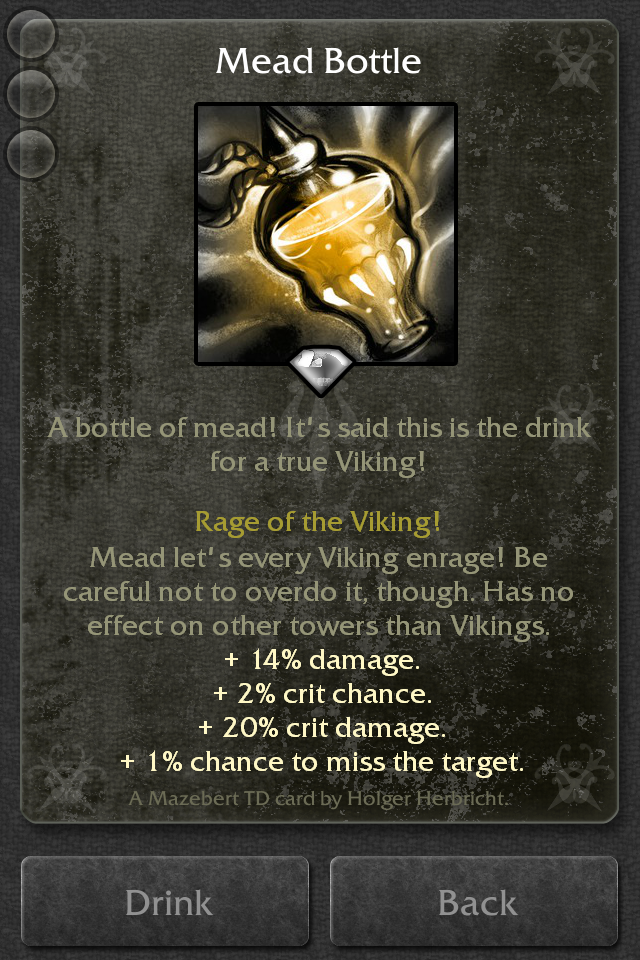 Mead Bottle
A bottle of mead! It's said this is the drink
for a true Viking!
Rage of the Viking!
Mead let's every Viking enrage! Be
careful not to overdo it, though. Has no
effect on other towers than Vikings.
+ 14% damage.
+ 2% crit chance.
+ 20% crit damage.
+ 1% chance to miss the target.
A Mazebert TD card by Holger Herbricht.
Drink
Back